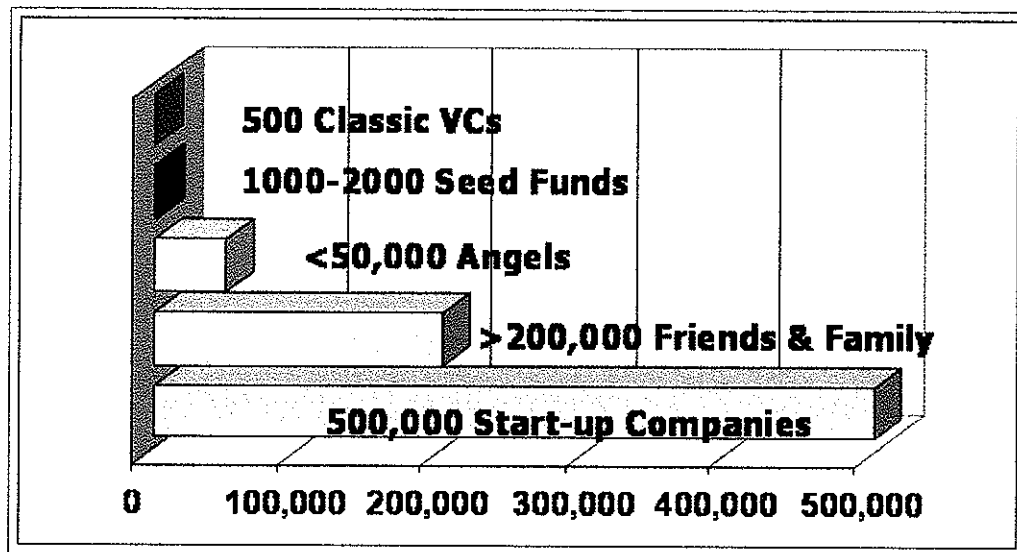 500 Classic VCs
1000-2000 Seed Funds
<50,000 Angels
>200,000 Friends & Family
500,000 Start-up Companies
0 100,000 200,000 300,000 400,000 500,000